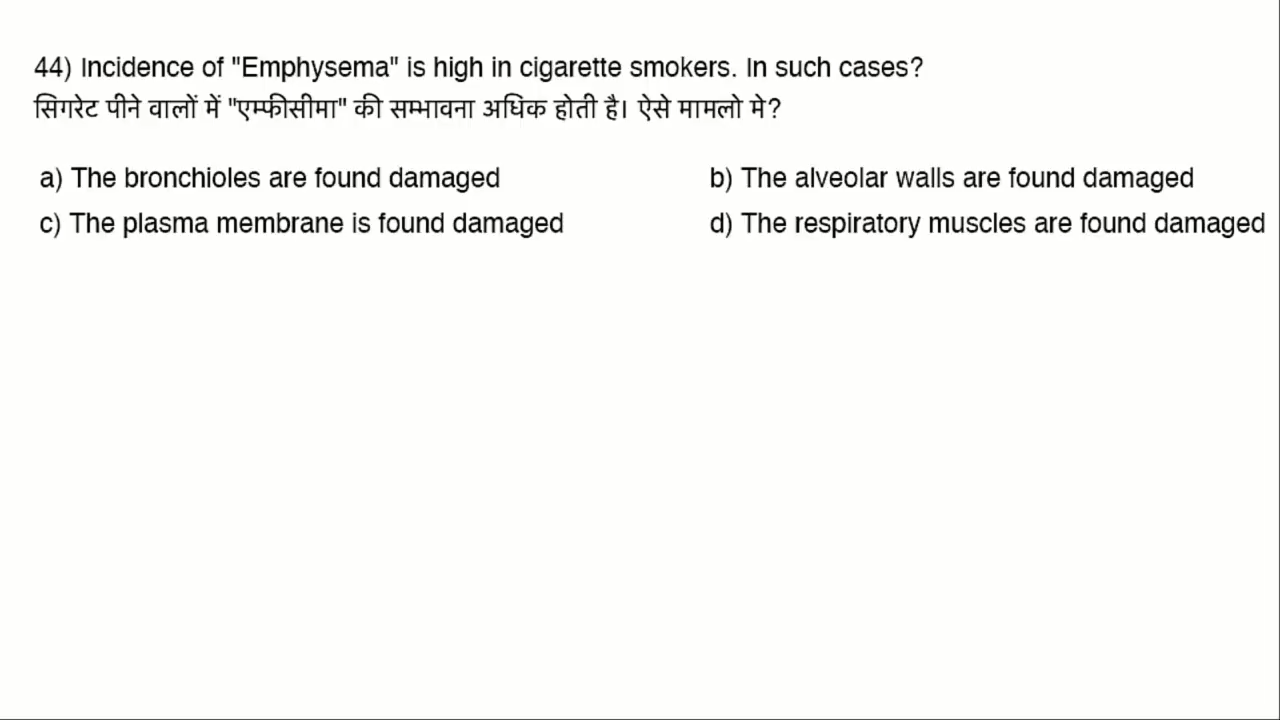 44) Incidence of "Emphysema" is high in cigarette smokers. In such cases?
सिगरेट पीने वालों में "एम्फीसीमा" की सम्भावना अधिक होती है। ऐसे मामलो मे?
a) The bronchioles are found damaged b) The alveolar walls are found damaged
c) The plasma membrane is found damaged d) The respiratory muscles are found damaged